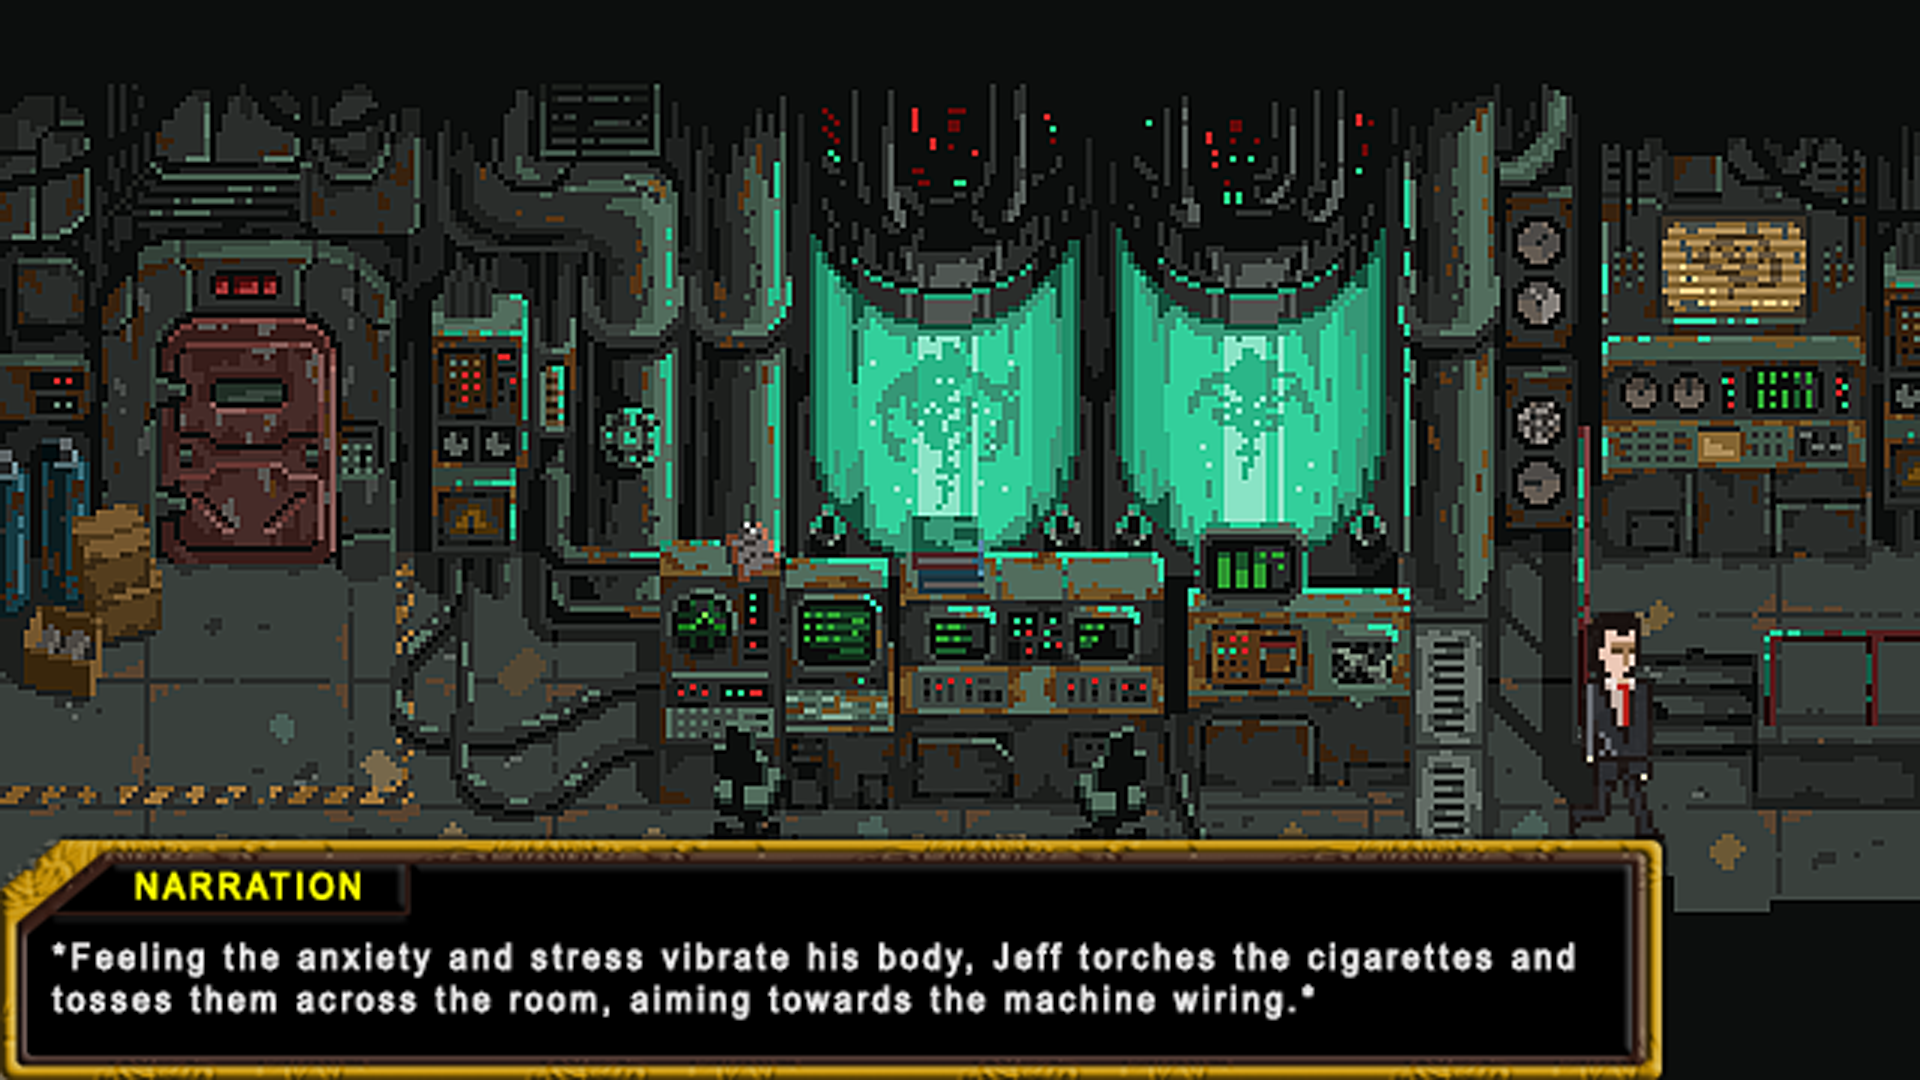 NARRATION
*Feeling the anxiety and stress vibrate his body, Jeff torches the cigarettes and
tosses them across the room, aiming towards the machine wiring.*